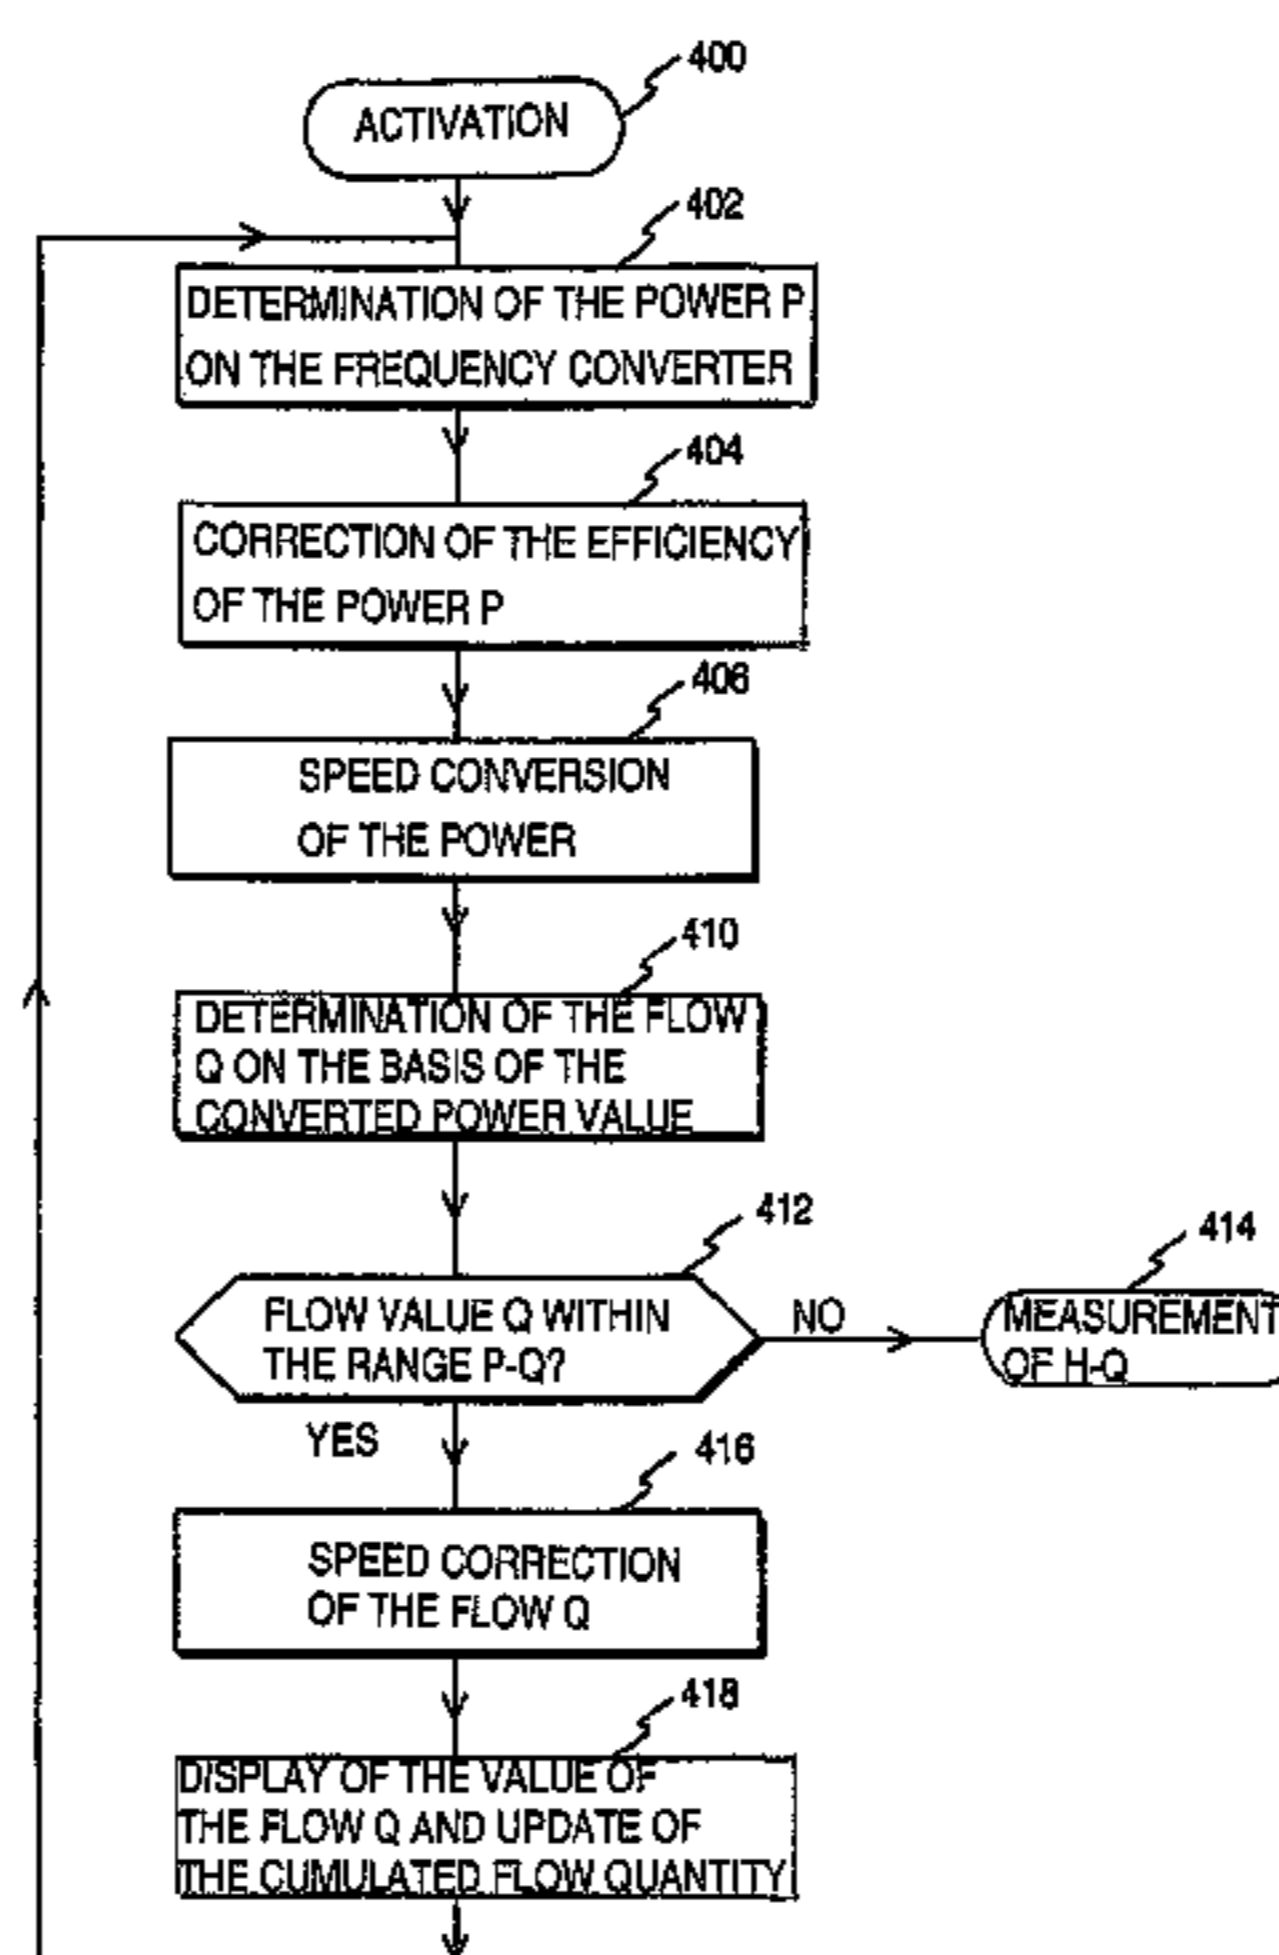 400
ACTIVATION
402
DETERMINATION OF THE POWER P
ON THE FREQUENCY CONVERTER
404
CORRECTION OF THE EFFICIENCY
OF THE POWER P
406
SPEED CONVERSION
OF THE POWER
410
DETERMINATION OF THE FLOW
Q ON THE BASIS OF THE
CONVERTED POWER VALUE
412
FLOW VALUE Q WITHIN
THE RANGE P-Q?
NO
414
MEASUREMENT
OF H-Q
YES
416
SPEED CORRECTION
OF THE FLOW Q
418
DISPLAY OF THE VALUE OF
THE FLOW Q AND UPDATE OF
THE CUMULATED FLOW QUANTITY